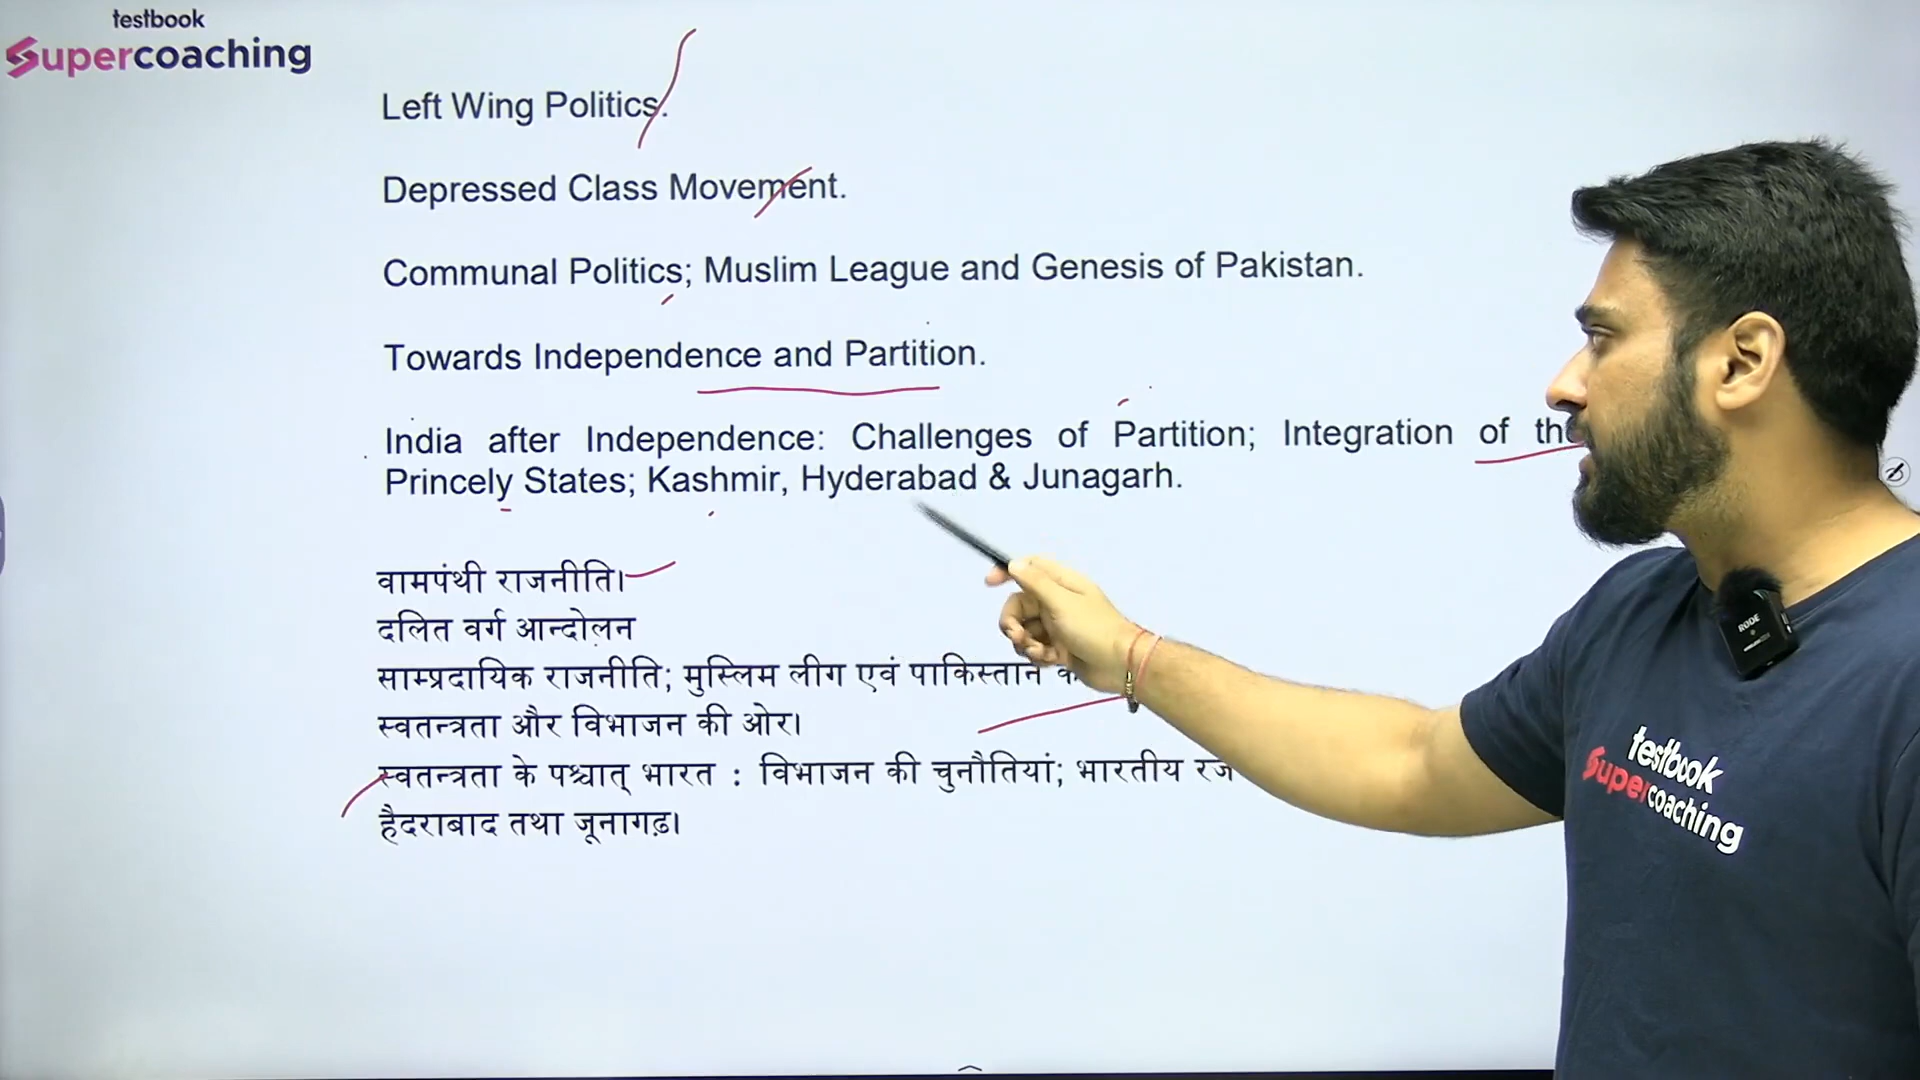 testbook
Supercoaching
Left Wing Politics.
Depressed Class Movement.
Communal Politics; Muslim League and Genesis of Pakistan.
Towards Independence and Partition.
India after Independence: Challenges of Partition; Integration of the
Princely States; Kashmir, Hyderabad & Junagarh.
वामपंथी राजनीति।
दलित वर्ग आन्दोलन
साम्प्रदायिक राजनीति; मुस्लिम लीग एवं पाकिस्तान
स्वतन्त्रता और विभाजन की ओर।
स्वतन्त्रता के पश्चात् भारत : विभाजन की चुनौतियां; भारतीय
हैदराबाद तथा जूनागढ़।
RODE
testbook
Supercoaching